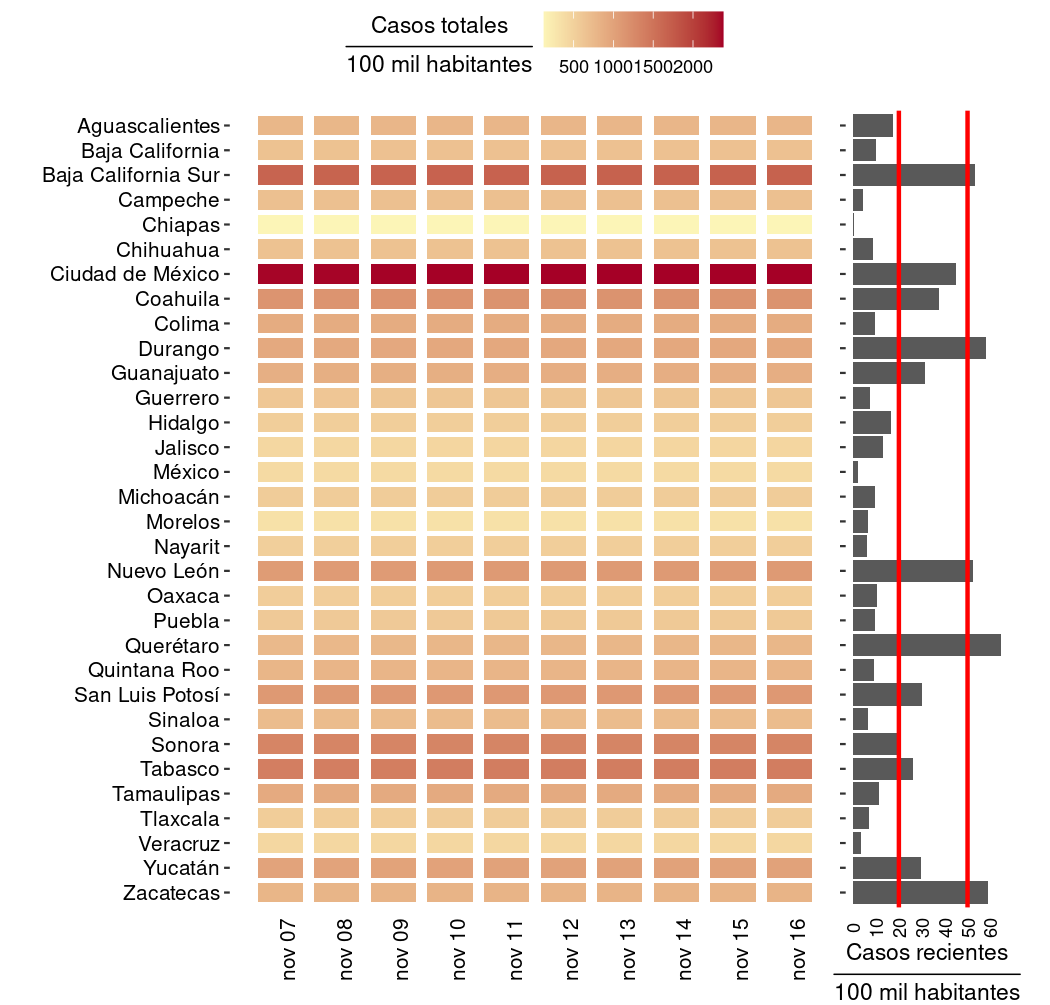 Casos totales
100 mil habitantes
500 1000 1500 2000
Aguascalientes
Baja California
Baja California Sur
Campeche
Chiapas
Chihuahua
Ciudad de México
Coahuila
Colima
Durango
Guanajuato
Guerrero
Hidalgo
Jalisco
México
Michoacán
Morelos
Nayarit
Nuevo León
Oaxaca
Puebla
Querétaro
Quintana Roo
San Luis Potosí
Sinaloa
Sonora
Tabasco
Tamaulipas
Tlaxcala
Veracruz
Yucatán
Zacatecas
nov 07
nov 08
nov 09
nov 10
nov 11
nov 12
nov 13
nov 14
nov 15
nov 16
0
10
20
30
40
50
60
Casos recientes
100 mil habitantes